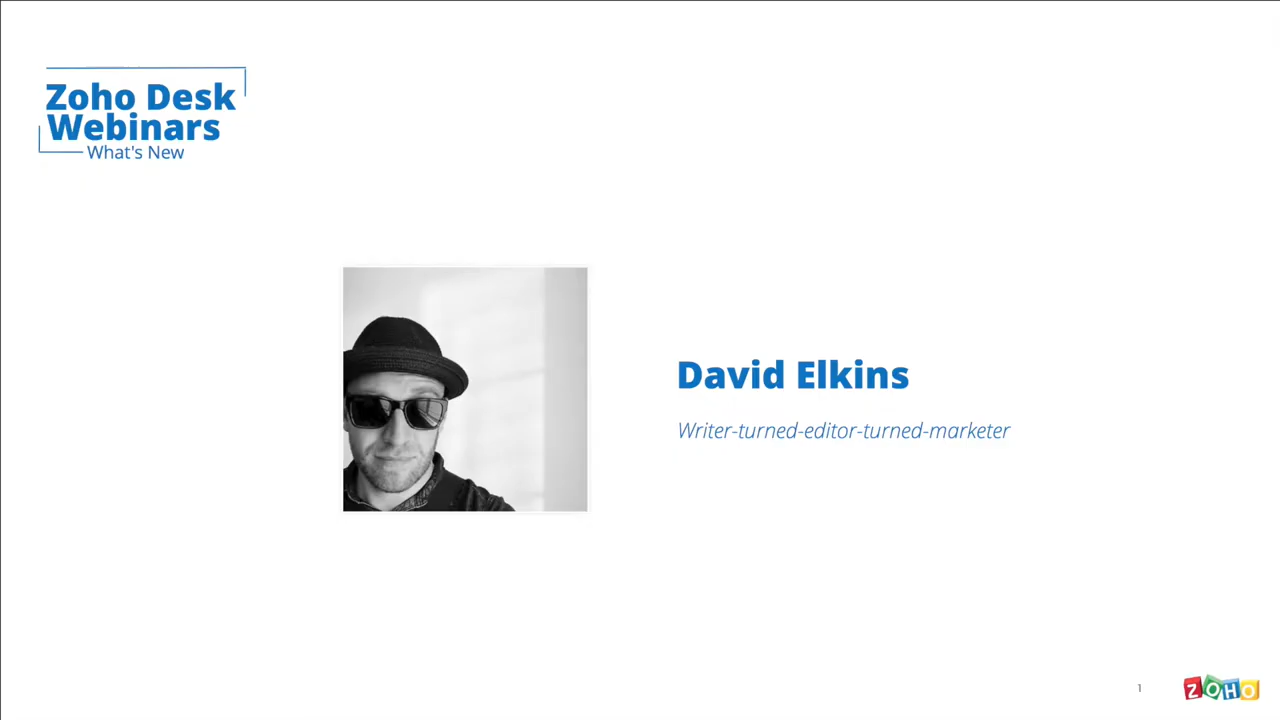 Zoho Desk
Webinars
What's New
David Elkins
Writer-turned-editor-turned-marketer
1
ZOHO